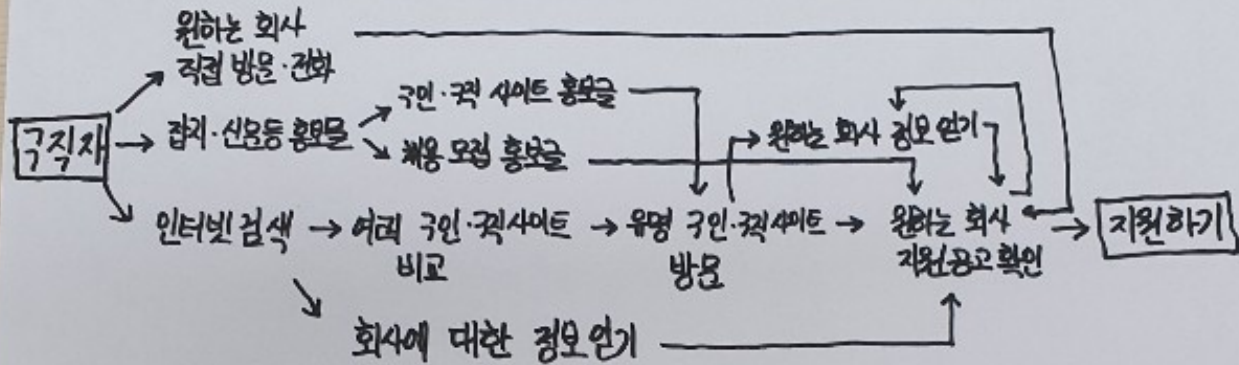 원하는 회사
직접 방문·전화
구인·구직 사이트 홍보글
구직자
잡지·신문등 홍보물
원하는 회사 정보 얻기
채용 모집 홍보글
인터넷 검색
여러 구인·구직사이트
비교
유명 구인·구직사이트
방문
원하는 회사
지원공고 확인
지원하기
회사에 대한 정보 얻기